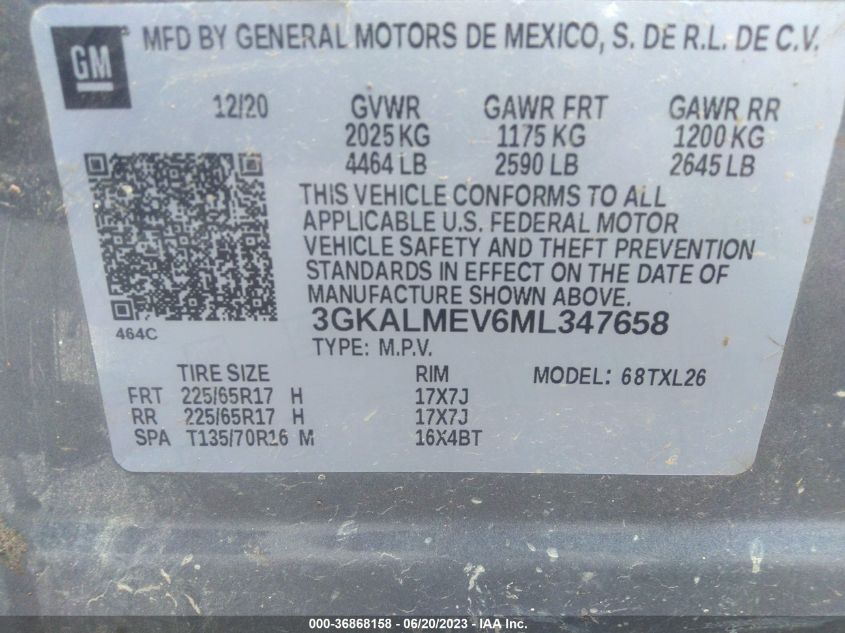 GM
MFD BY GENERAL MOTORS DE MEXICO, S. DE R.L. DE C.V.
12/20 GVWR GAWR FRT GAWR RR
2025 KG 1175 KG 1200 KG
4464 LB 2590 LB 2645 LB
THIS VEHICLE CONFORMS TO ALL
APPLICABLE U.S. FEDERAL MOTOR
VEHICLE SAFETY AND THEFT PREVENTION
STANDARDS IN EFFECT ON THE DATE OF
MANUFACTURE SHOWN ABOVE.
464C
3GKALMEV6ML347658
TYPE: M.P.V.
TIRE SIZE RIM MODEL: 68TXL26
FRT 225/65R17 H 17X7J
RR 225/65R17 H 17X7J
SPA T135/70R16 M 16X4BT
000-36868158 - 06/20/2023 - IAA Inc.